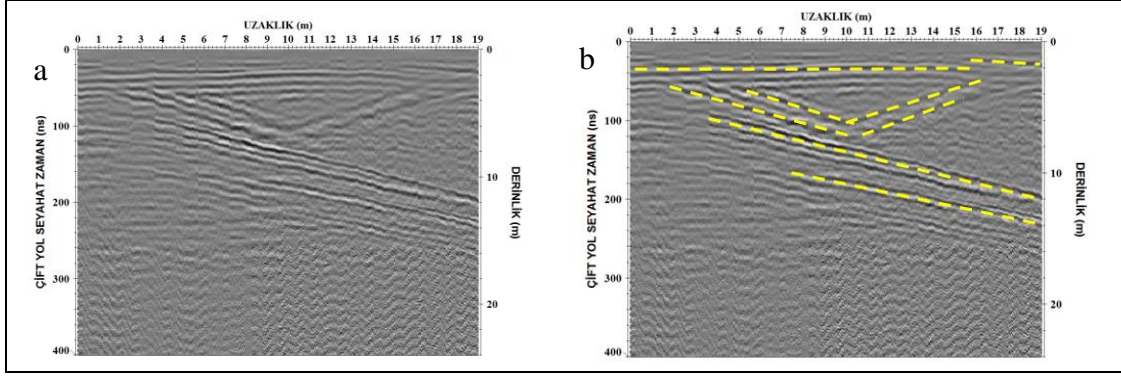 UZAKLIK (m)
0 1 2 3 4 5 6 7 8 9 10 11 12 13 14 15 16 17 18 19
a
0
100
200
300
400
ÇİFT YOL SEYAHAT ZAMAN (ns)
0
10
20
DERİNLİK (m)
UZAKLIK (m)
0 1 2 3 4 5 6 7 8 9 10 11 12 13 14 15 16 17 18 19
b
0
100
200
300
400
ÇİFT YOL SEYAHAT ZAMAN (ns)
0
10
20
DERİNLİK (m)